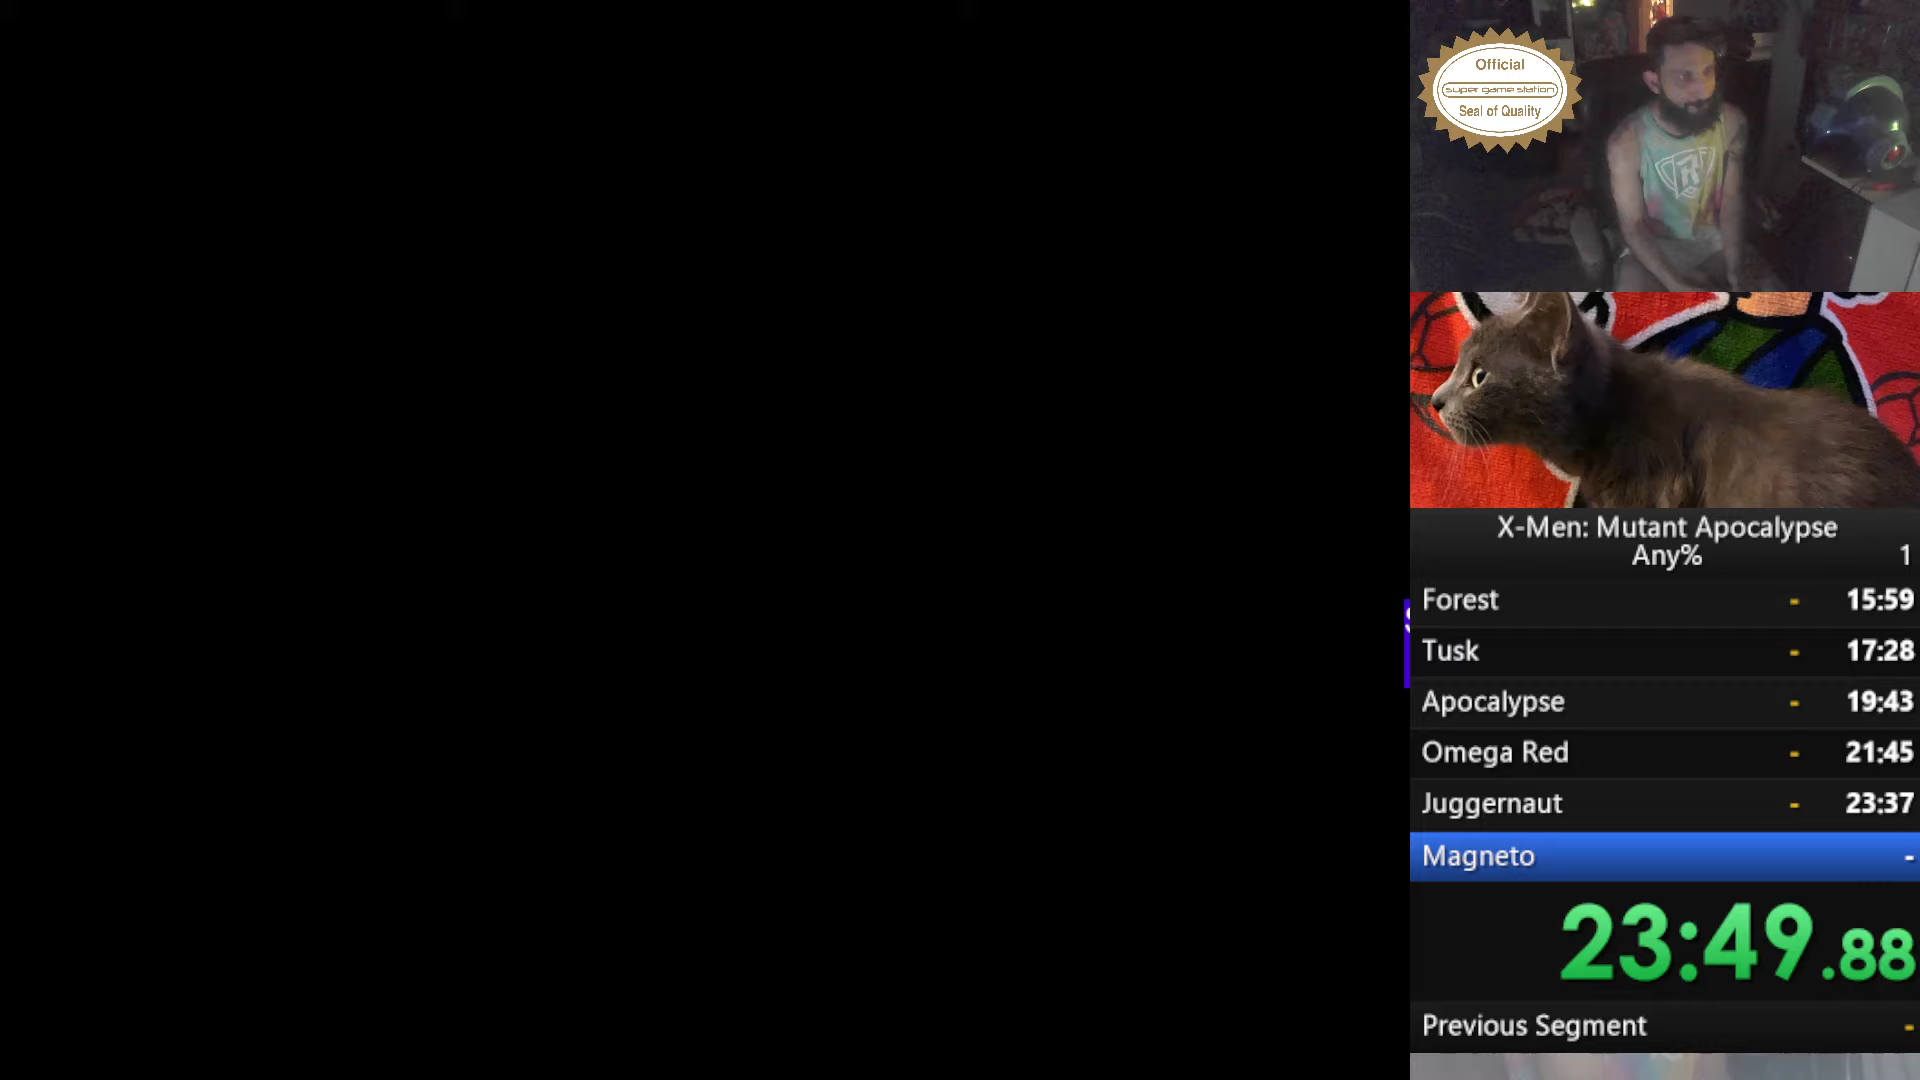 Official
super game station
Seal of Quality
X-Men: Mutant Apocalypse
Any% 1
Forest - 15:59
Tusk - 17:28
Apocalypse - 19:43
Omega Red - 21:45
Juggernaut - 23:37
Magneto -
23:49.88
Previous Segment -